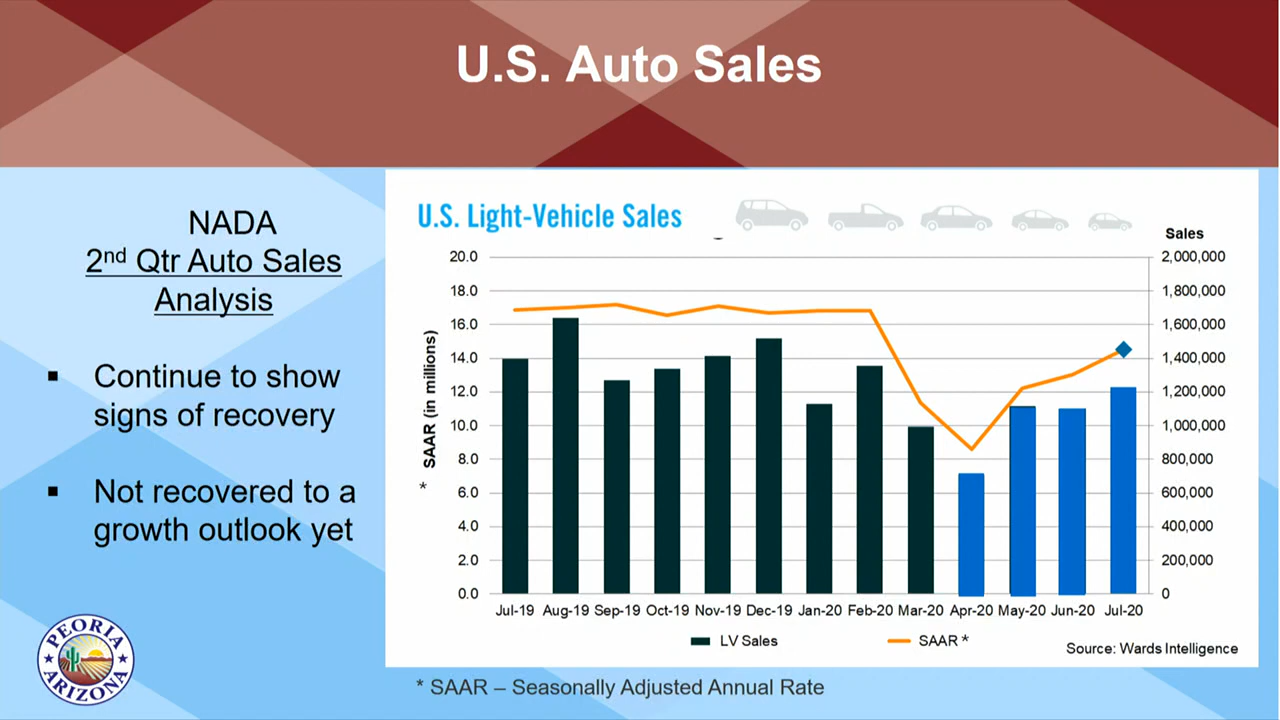 U.S. Auto Sales
NADA
2nd Qtr Auto Sales
Analysis
▪ Continue to show
signs of recovery
▪ Not recovered to a
growth outlook yet
PEORIA
ARIZONA
U.S. Light-Vehicle Sales
Sales
20.0
18.0
16.0
14.0
12.0
10.0
8.0
6.0
4.0
2.0
0.0
* SAAR (in millions)
2,000,000
1,800,000
1,600,000
1,400,000
1,200,000
1,000,000
800,000
600,000
400,000
200,000
0
Jul-19 Aug-19 Sep-19 Oct-19 Nov-19 Dec-19 Jan-20 Feb-20 Mar-20 Apr-20 May-20 Jun-20 Jul-20
LV Sales SAAR *
Source: Wards Intelligence
* SAAR – Seasonally Adjusted Annual Rate